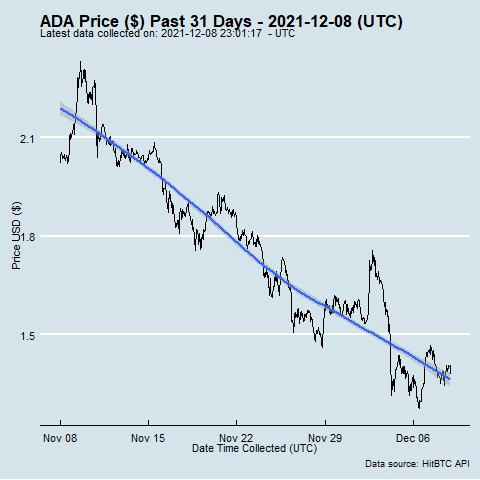 ADA Price ($) Past 31 Days - 2021-12-08 (UTC)
Latest data collected on: 2021-12-08 23:01:17 - UTC
2.1
1.8
1.5
Price USD ($)
Nov 08 Nov 15 Nov 22 Nov 29 Dec 06
Date Time Collected (UTC)
Data source: HitBTC API